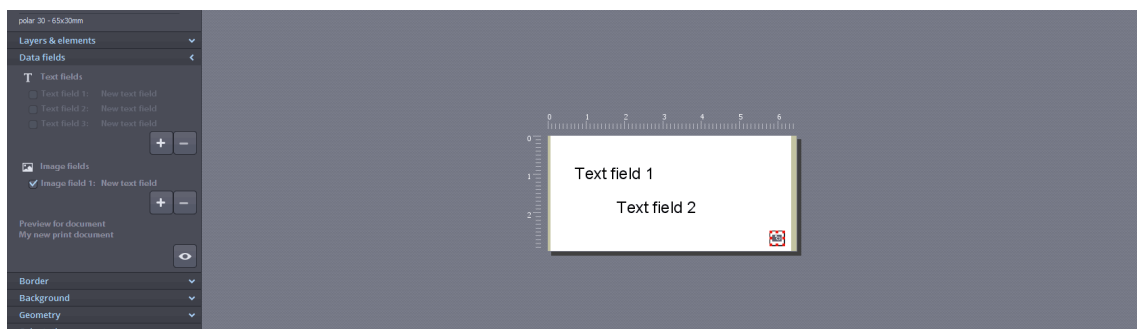 polar 30 - 65x30mm
Layers & elements
Data fields
T Text fields
Text field 1: New text field
Text field 2: New text field
Text field 3: New text field
+ −
Image fields
Image field 1: New text field
+ −
Preview for document
My new print document
Border
Background
Geometry
0 1 2 3 4 5 6
0
1
2
Text field 1
Text field 2